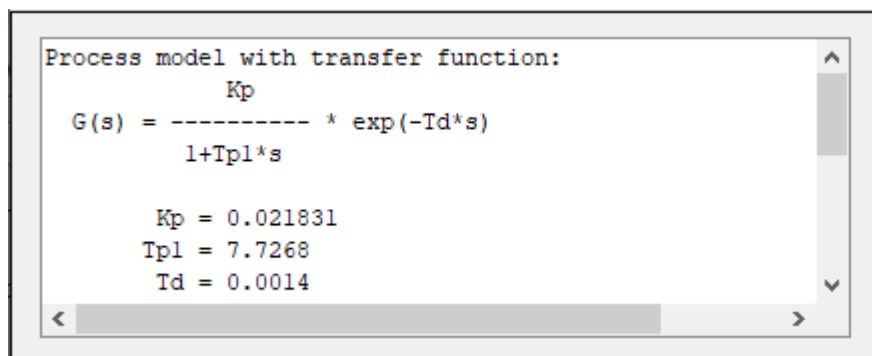 Process model with transfer function:
Kp
G(s) = ---------- * exp(-Td*s)
1+Tp1*s
Kp = 0.021831
Tp1 = 7.7268
Td = 0.0014